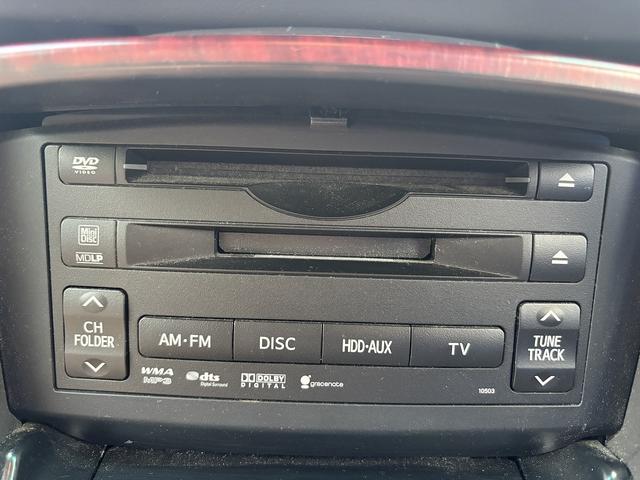 DVD
VIDEO
Mini
Disc
MDLP
CH
FOLDER
AM•FM
DISC
HDD•AUX
TV
TUNE
TRACK
WMA
MP3
dts
Digital Surround
DOLBY
DIGITAL
gracenote
10503